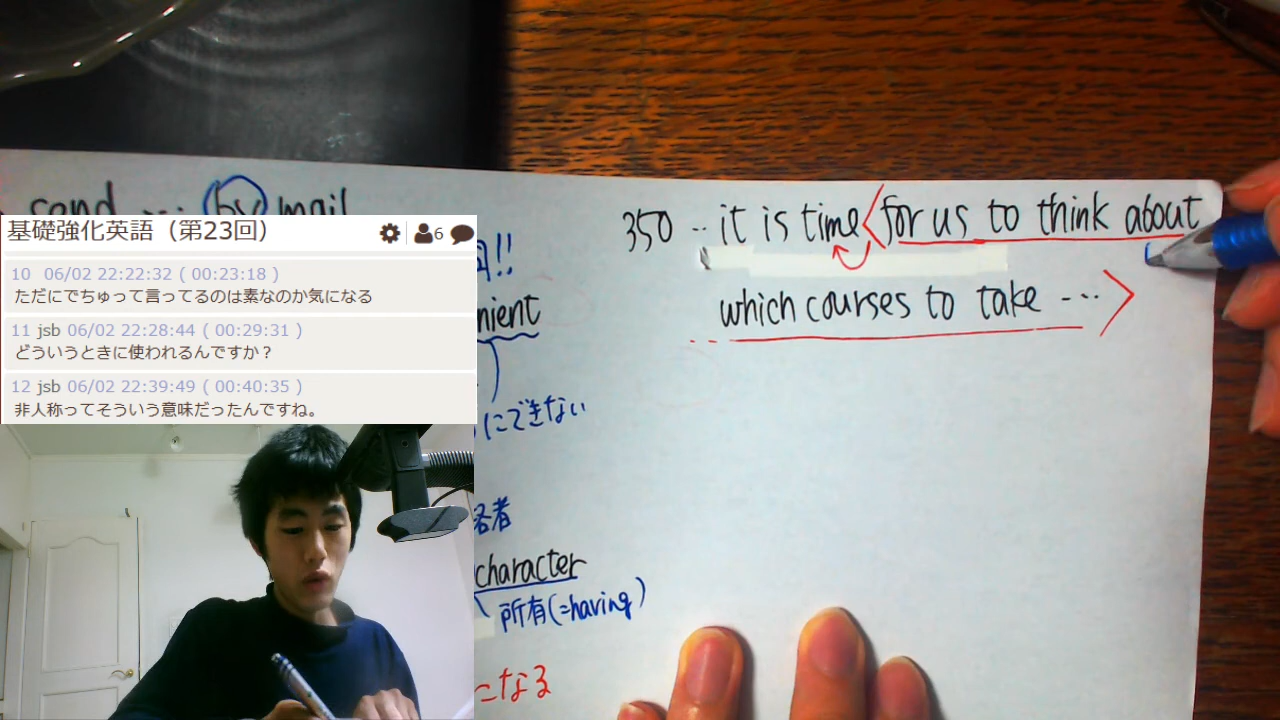 send ... by mail
基礎強化英語（第23回）
6
10 06/02 22:22:32 ( 00:23:18 )
ただにでちゅって言ってるのは素なのか気になる
11 jsb 06/02 22:28:44 ( 00:29:31 )
どういうときに使われるんですか？
12 jsb 06/02 22:39:49 ( 00:40:35 )
非人称ってそういう意味だったんですね。
!!
nient
にできない
者
character
所有(=having)
になる
350 ... it is time <for us to think about
which courses to take ... >